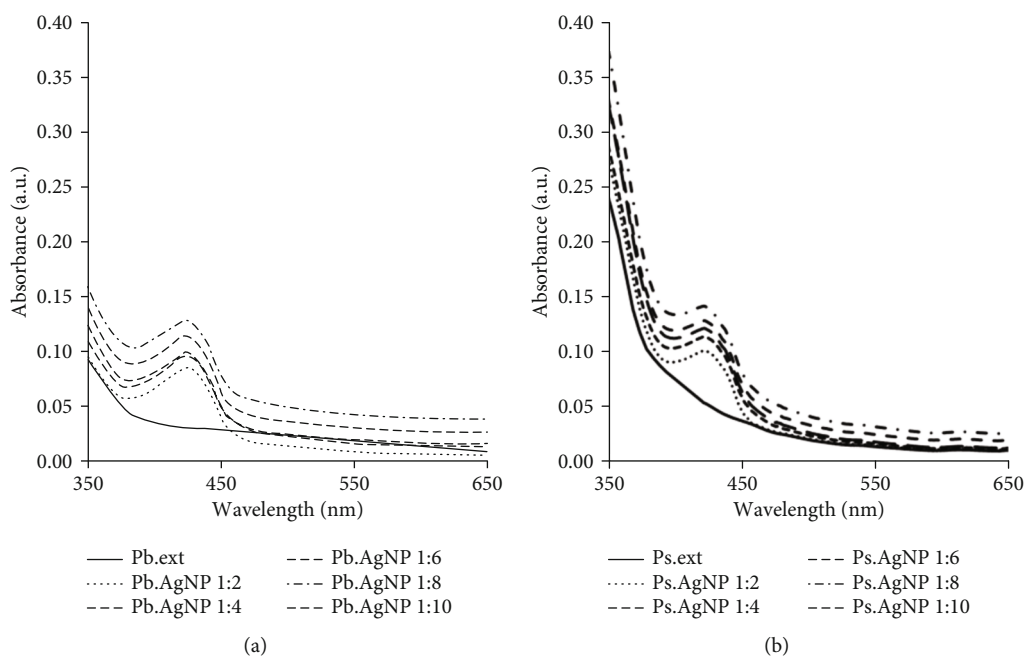 0.40
0.35
0.30
0.25
0.20
0.15
0.10
0.05
0.00
Absorbance (a.u.)
350 450 550 650
Wavelength (nm)
Pb.ext
Pb.AgNP 1:2
Pb.AgNP 1:4
Pb.AgNP 1:6
Pb.AgNP 1:8
Pb.AgNP 1:10
(a)
0.40
0.35
0.30
0.25
0.20
0.15
0.10
0.05
0.00
Absorbance (a.u.)
350 450 550 650
Wavelength (nm)
Ps.ext
Ps.AgNP 1:2
Ps.AgNP 1:4
Ps.AgNP 1:6
Ps.AgNP 1:8
Ps.AgNP 1:10
(b)